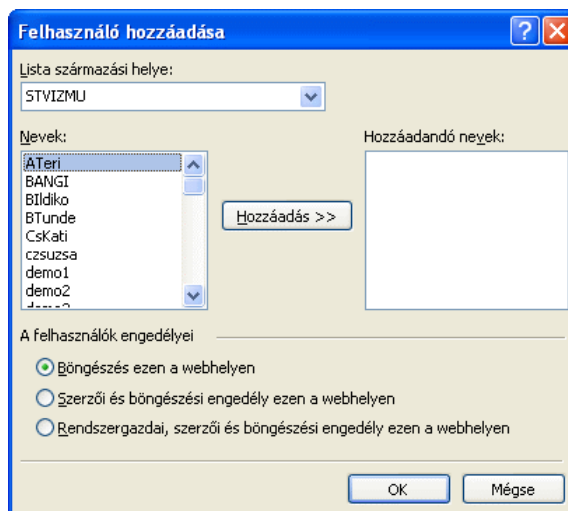 Felhasználó hozzáadása
Lista származási helye:
STVIZMU
Nevek:
Hozzáadandó nevek:
ATeri
BANGI
BIldiko
BTunde
CsKati
czsuzsa
demo1
demo2
Hozzáadás >>
A felhasználók engedélyei
Böngészés ezen a webhelyen
Szerzői és böngészési engedély ezen a webhelyen
Rendszergazdai, szerzői és böngészési engedély ezen a webhelyen
OK
Mégse